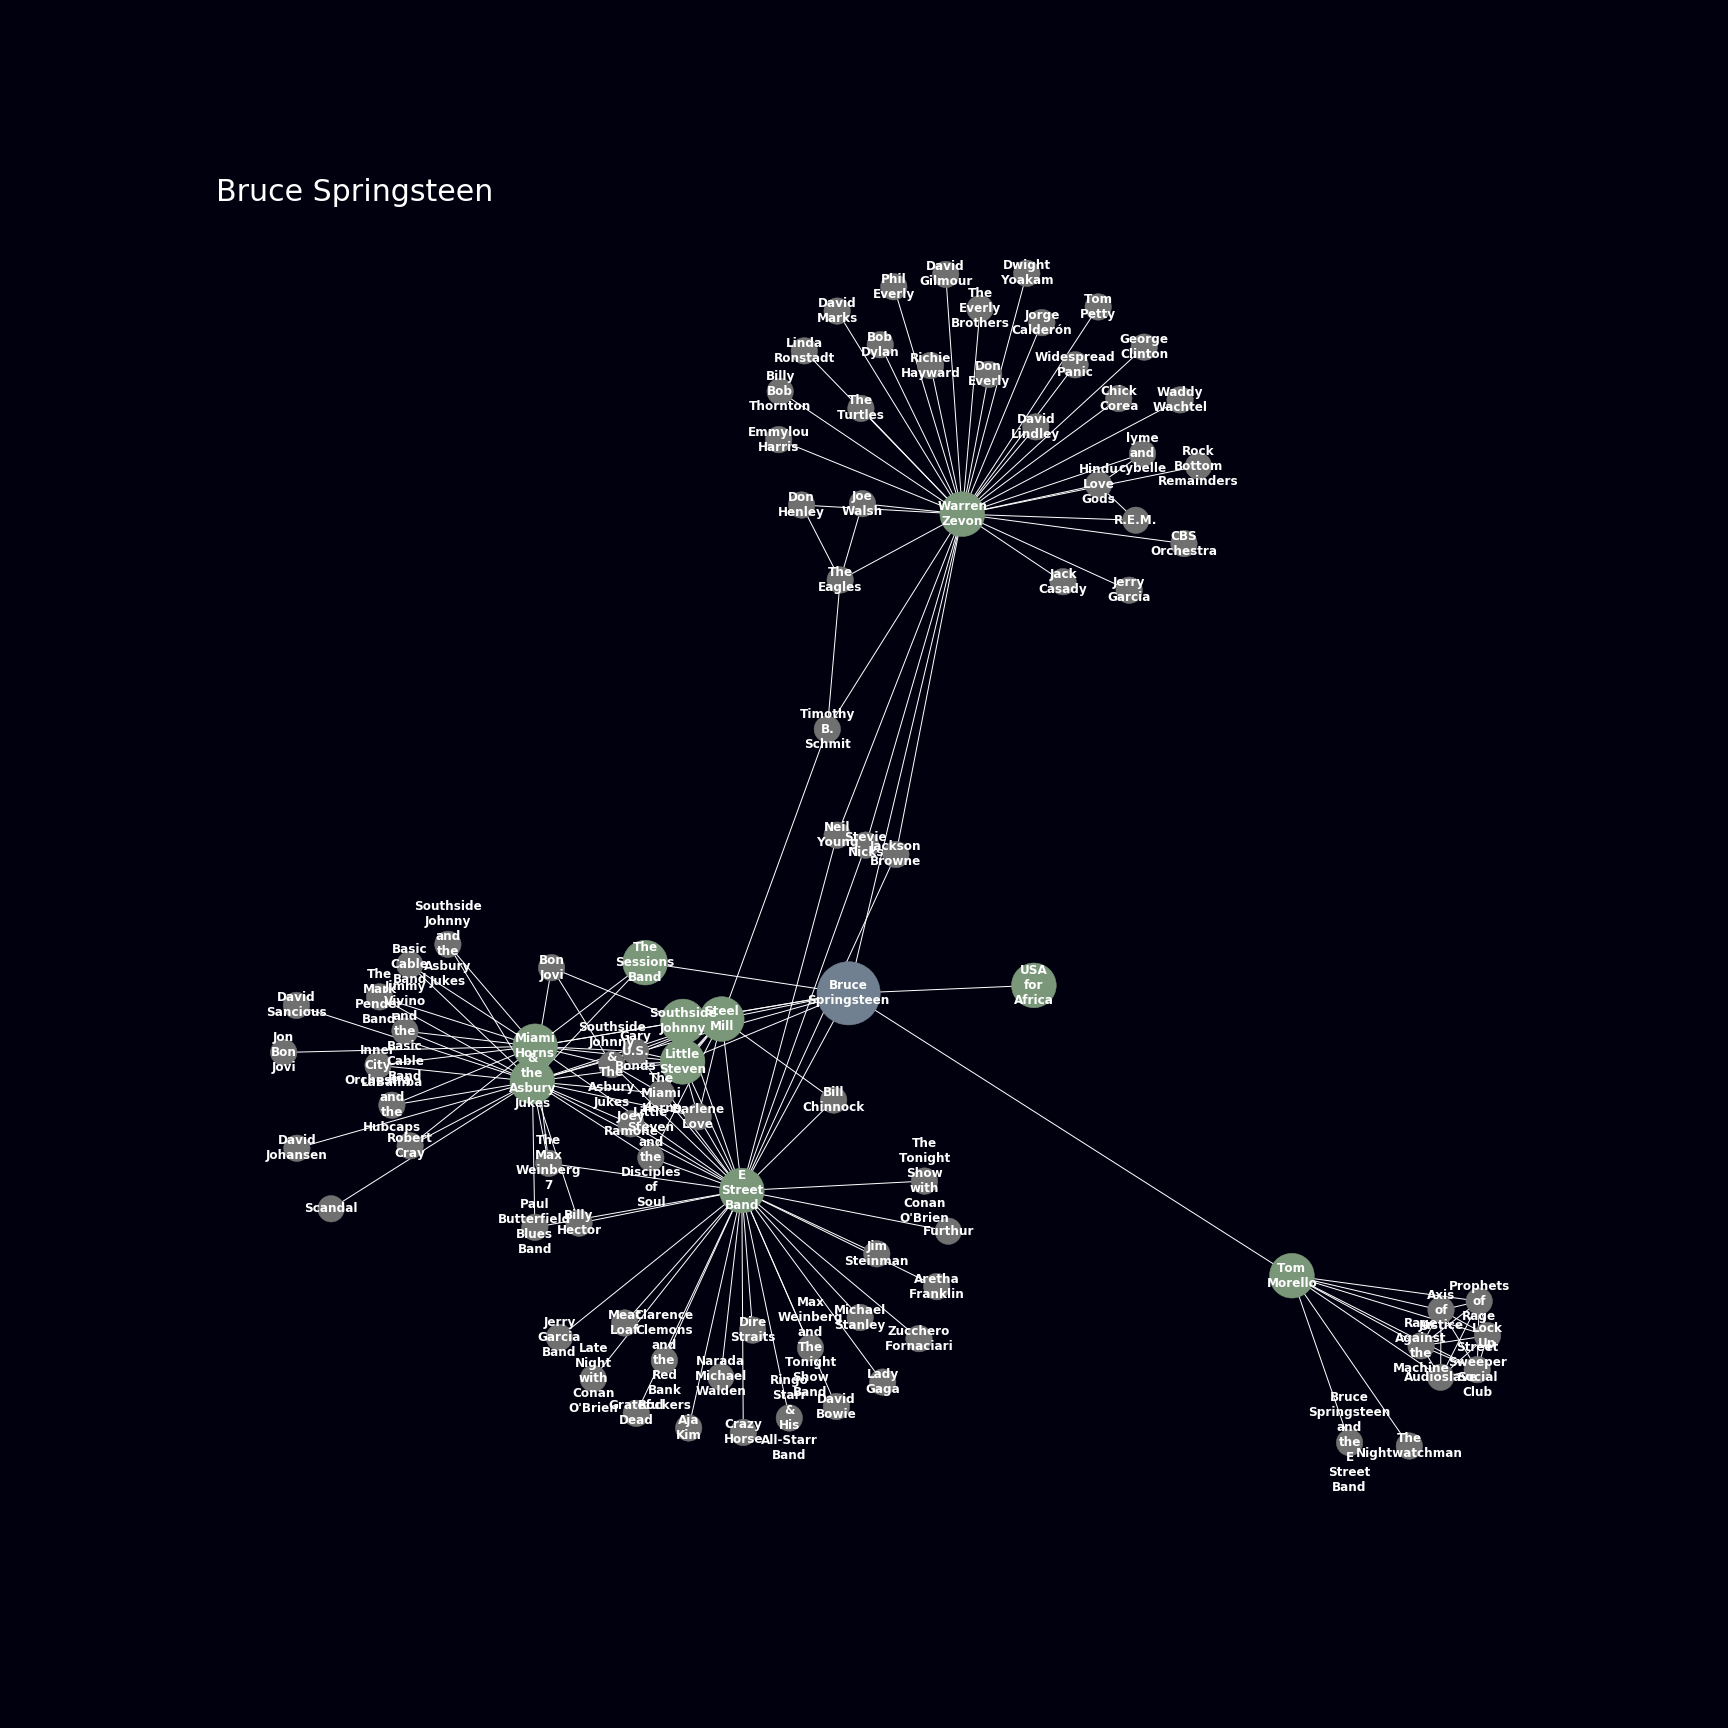 Bruce Springsteen
David
Gilmour
Dwight
Yoakam
Phil
Everly
The
Everly
Brothers
David
Marks
Tom
Petty
Jorge
Calderón
Bob
Dylan
Linda
Ronstadt
George
Clinton
Richie
Hayward
Widespread
Panic
Don
Everly
Billy
Bob
Thornton
Chick
Corea
Waddy
Wachtel
The
Turtles
David
Lindley
Emmylou
Harris
lyme
and
cybelle
Rock
Bottom
Remainders
Hindu
Love
Gods
Don
Henley
Joe
Walsh
Warren
Zevon
R.E.M.
CBS
Orchestra
The
Eagles
Jack
Casady
Jerry
Garcia
Timothy
B.
Schmit
Neil
Young
Stevie
Nicks
Jackson
Browne
Southside
Johnny
and
the
Asbury
Jukes
Basic
Cable
Band
The
Mark
Pender
Band
Jimmy
Vivino
and
the
Basic
Cable
Band
Bon
Jovi
The
Sessions
Band
Bruce
Springsteen
USA
for
Africa
David
Sancious
Southside
Johnny
Steel
Mill
Jon
Bon
Jovi
Miami
Horns
Southside
Johnny
&
The
Asbury
Jukes
Gary
U.S.
Bonds
Inner
City
Orchestra
Little
Steven
&
the
Asbury
Jukes
and
the
Hubcaps
The
Miami
Horns
Bill
Chinnock
Darlene
Love
Joey
Ramone
Little
Steven
and
the
Disciples
of
Soul
David
Johansen
Robert
Cray
The
Max
Weinberg
7
E
Street
Band
The
Tonight
Show
with
Conan
O'Brien
Scandal
Paul
Butterfield
Blues
Band
Billy
Hector
Furthur
Jim
Steinman
Aretha
Franklin
Tom
Morello
Jerry
Garcia
Band
Meat
Loaf
Clarence
Clemons
and
the
Red
Bank
Rockers
Dire
Straits
Max
Weinberg
and
The
Tonight
Show
Band
Michael
Stanley
Zucchero
Fornaciari
Late
Night
with
Conan
O'Brien
Narada
Michael
Walden
Lady
Gaga
Grateful
Dead
Aja
Kim
Crazy
Horse
Ringo
Starr
&
His
All-Starr
Band
David
Bowie
Prophets
of
Rage
Axis
of
Justice
Rage
Against
the
Machine
Lock
Up
Street
Sweeper
Social
Club
Audioslave
Bruce
Springsteen
and
the
E
Street
Band
The
Nightwatchman